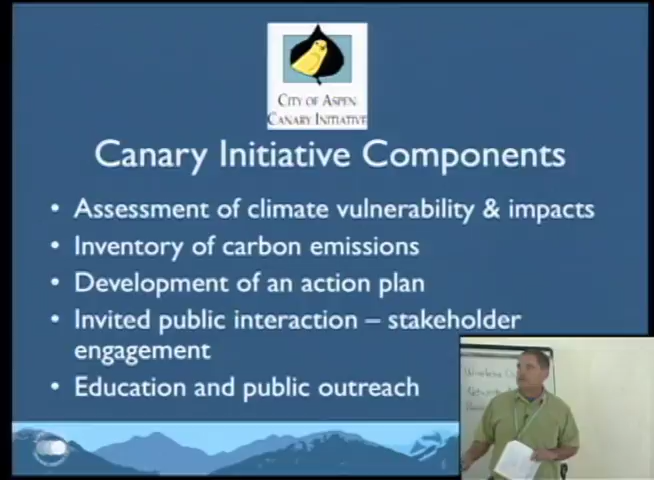 CITY OF ASPEN
CANARY INITIATIVE
Canary Initiative Components
• Assessment of climate vulnerability & impacts
• Inventory of carbon emissions
• Development of an action plan
• Invited public interaction – stakeholder
engagement
• Education and public outreach